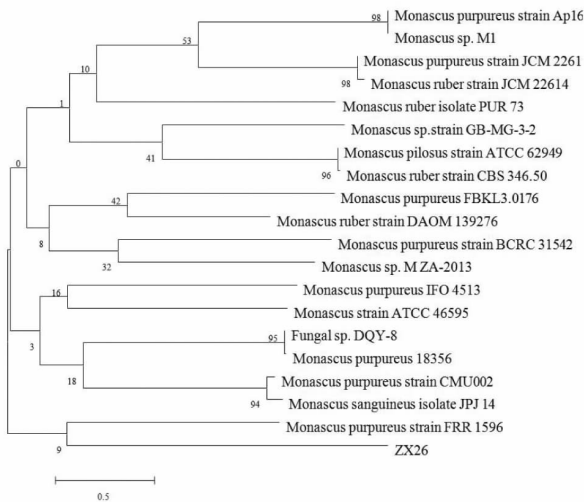 98 Monascus purpureus strain Ap16
Monascus sp. M1
53
Monascus purpureus strain JCM 2261
98 Monascus ruber strain JCM 22614
10
Monascus ruber isolate PUR 73
1
Monascus sp.strain GB-MG-3-2
41
Monascus pilosus strain ATCC 62949
96 Monascus ruber strain CBS 346.50
0
Monascus purpureus FBKL3.0176
42
Monascus ruber strain DAOM 139276
8
Monascus purpureus strain BCRC 31542
32 Monascus sp. M ZA-2013
16 Monascus purpureus IFO 4513
Monascus strain ATCC 46595
3
95 Fungal sp. DQY-8
Monascus purpureus 18356
18
Monascus purpureus strain CMU002
94 Monascus sanguineus isolate JPJ 14
Monascus purpureus strain FRR 1596
9 ZX26
0.5